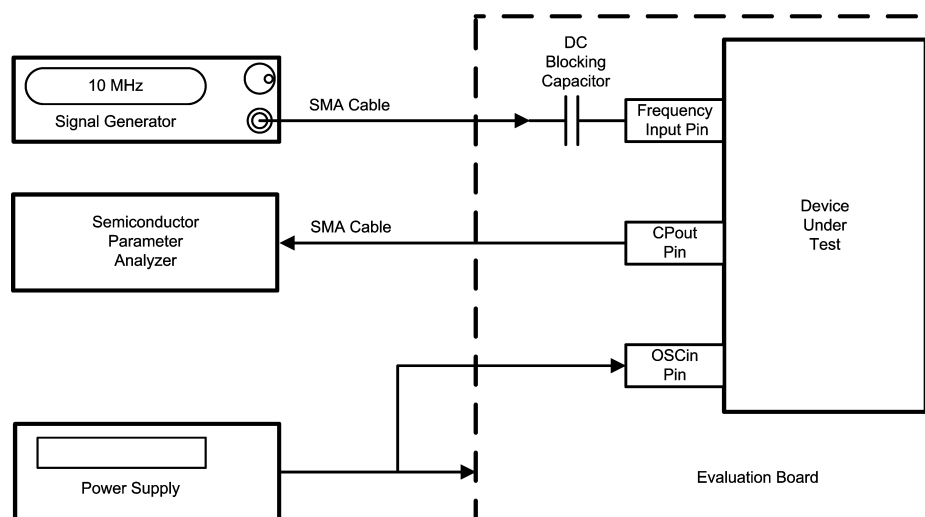 10 MHz
Signal Generator
SMA Cable
DC
Blocking
Capacitor
Frequency
Input Pin
Semiconductor
Parameter
Analyzer
SMA Cable
CPout
Pin
Device
Under
Test
OSCin
Pin
Power Supply
Evaluation Board